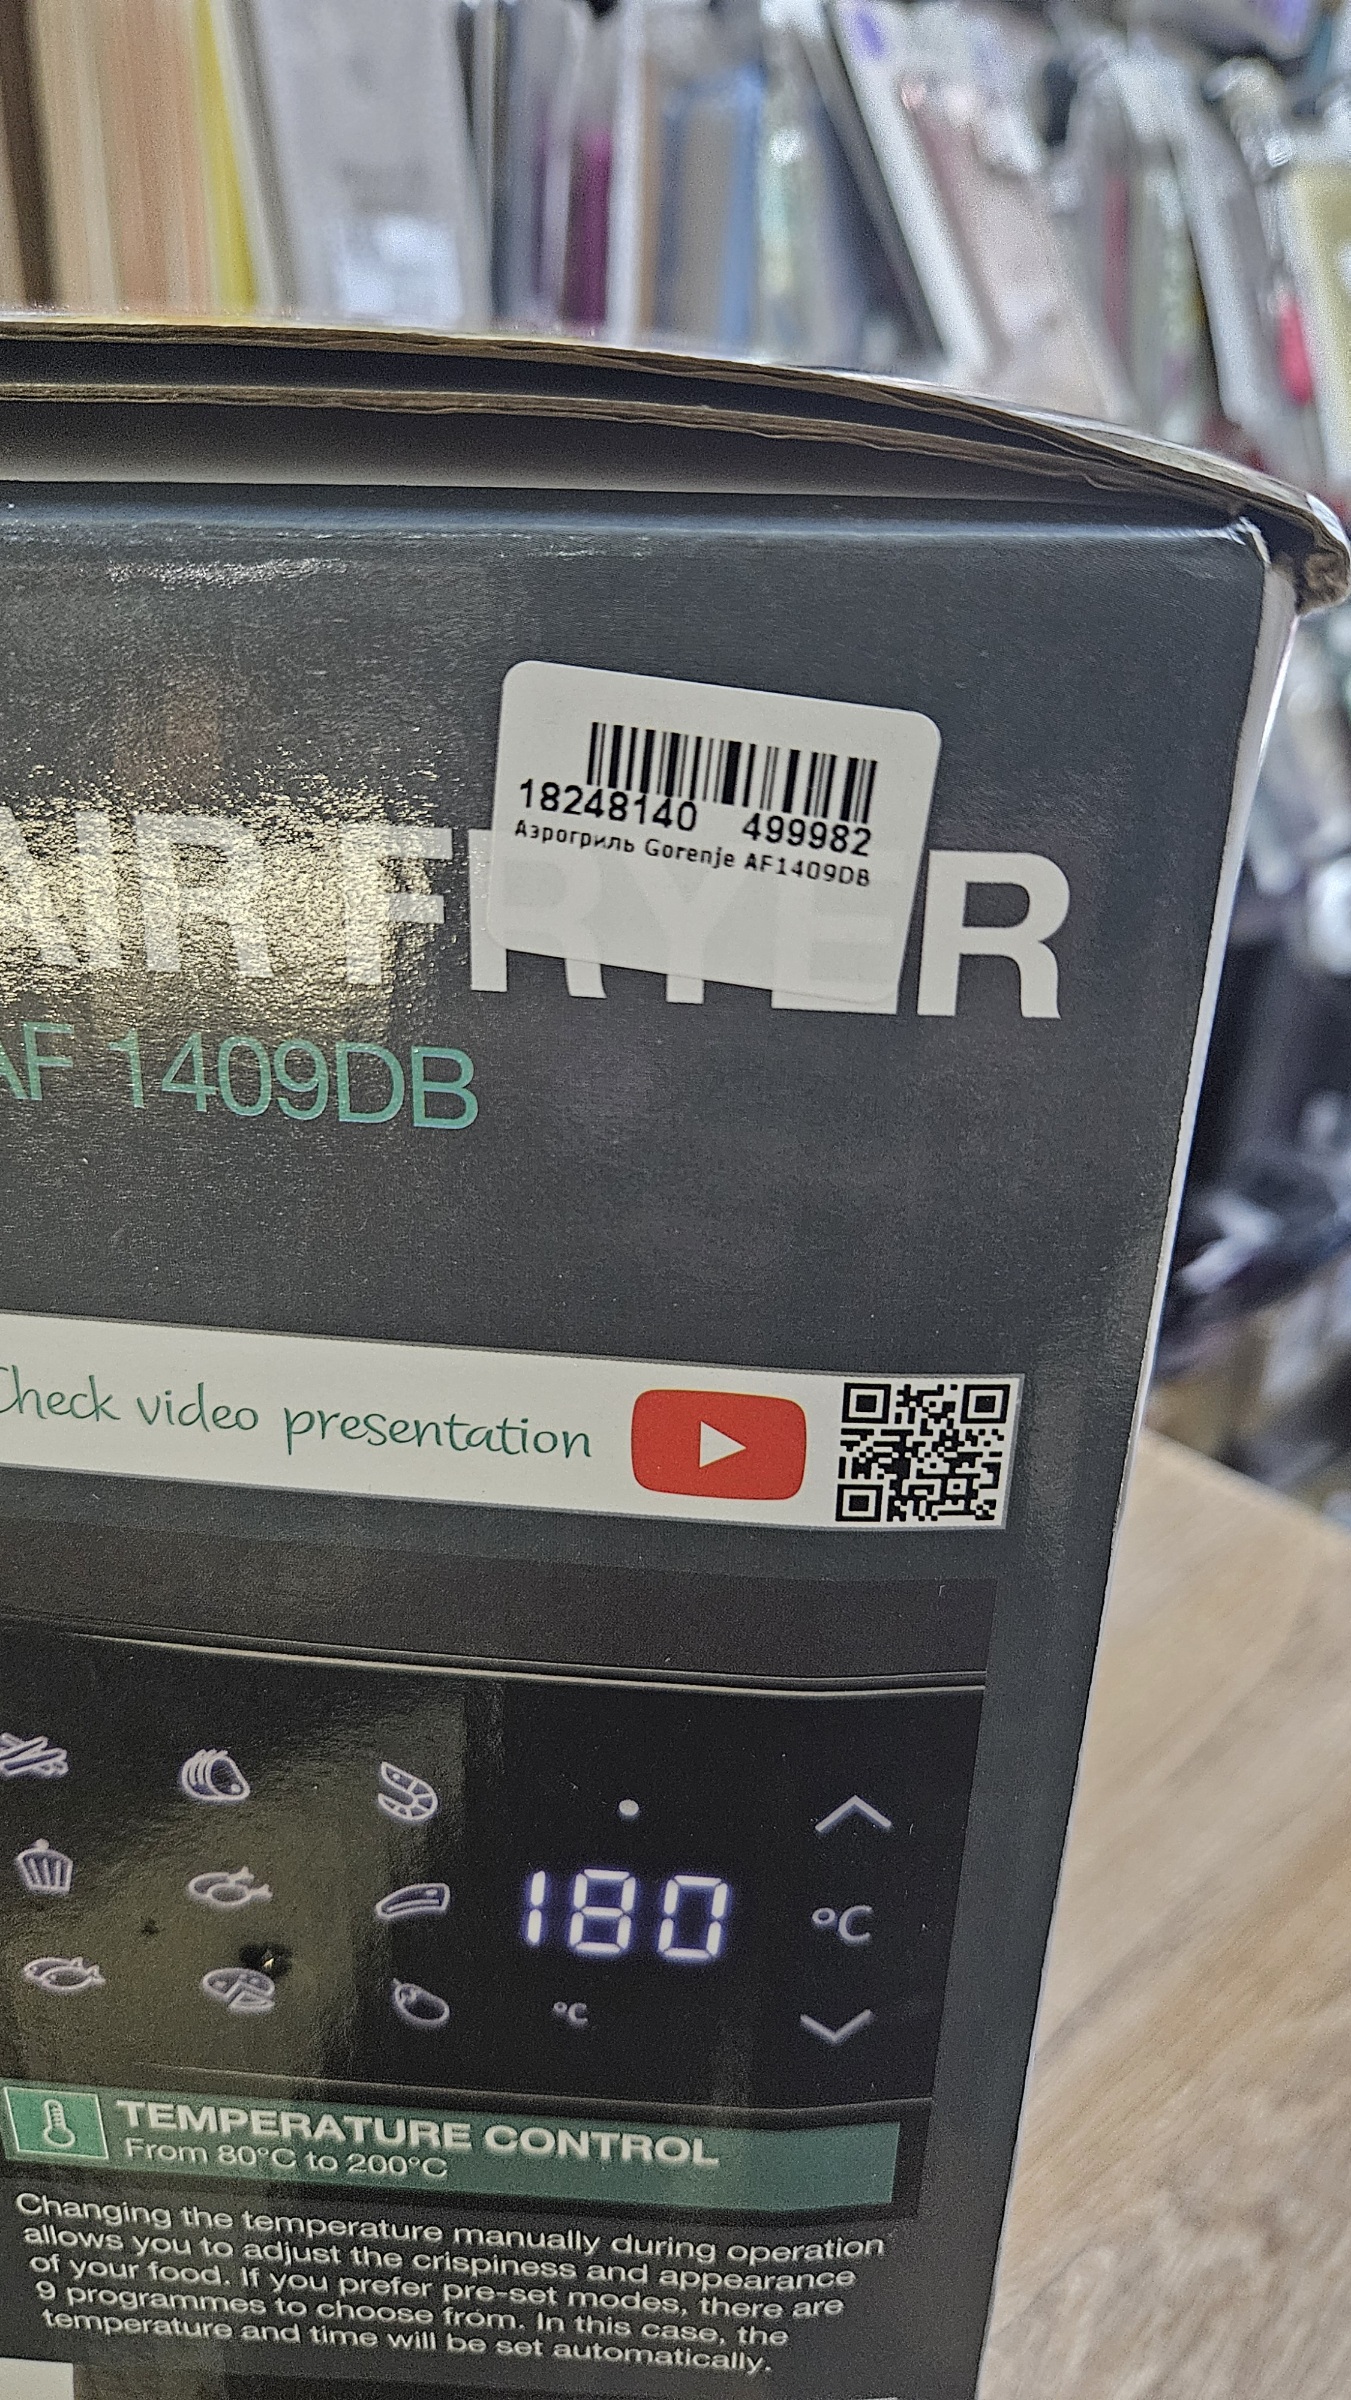 18248140 499982
Аэрогриль Gorenje AF1409DB
AIR FRYER
AF 1409DB
Check video presentation
180
°C
°C
TEMPERATURE CONTROL
From 80°C to 200°C
Changing the temperature manually during operation
allows you to adjust the crispiness and appearance
of your food. If you prefer pre-set modes, there are
9 programmes to choose from. In this case, the
temperature and time will be set automatically.